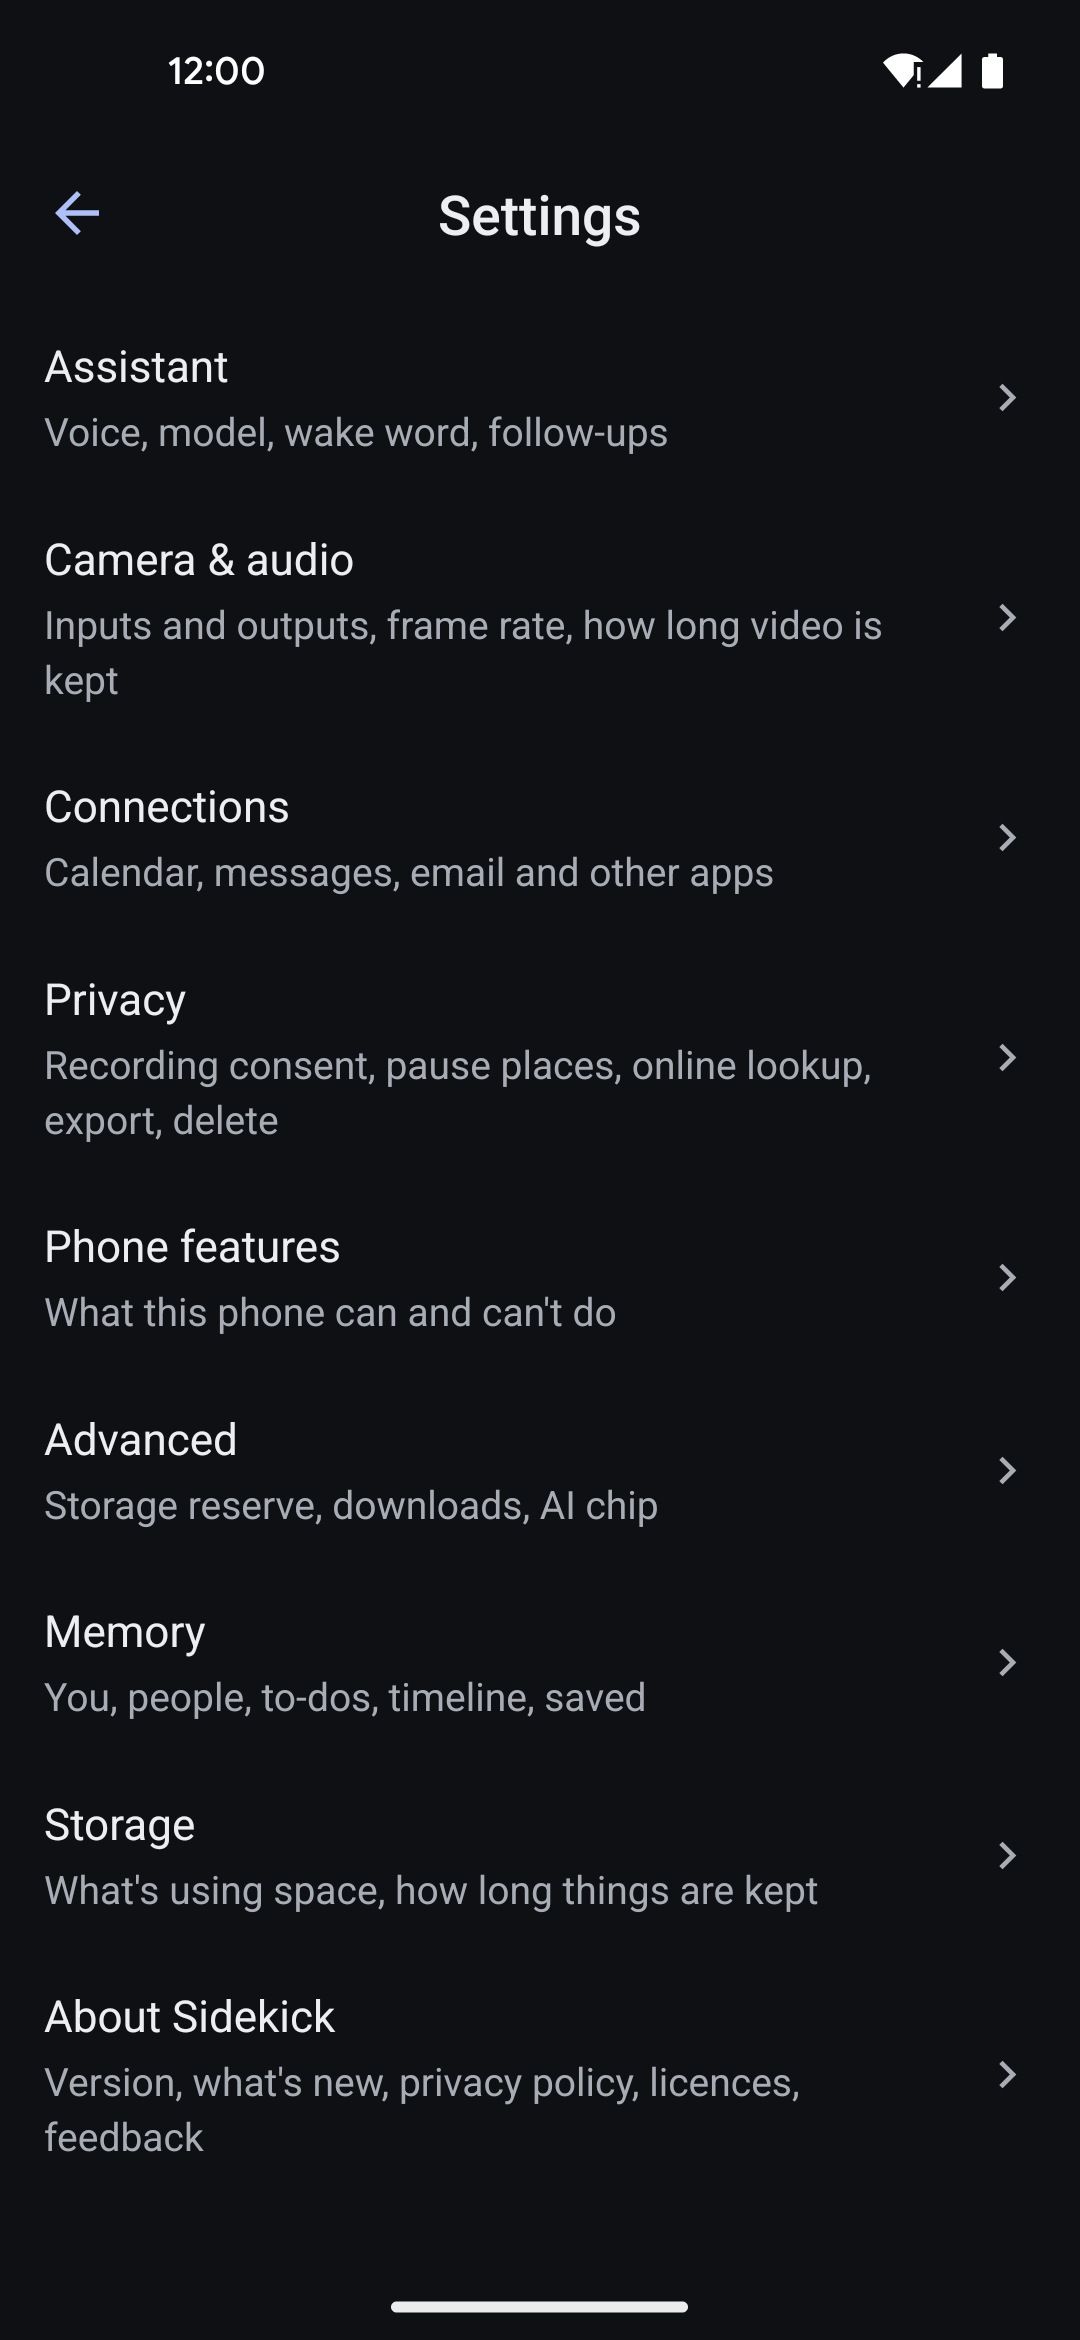 12:00
Settings
Assistant
Voice, model, wake word, follow-ups
Camera & audio
Inputs and outputs, frame rate, how long video is
kept
Connections
Calendar, messages, email and other apps
Privacy
Recording consent, pause places, online lookup,
export, delete
Phone features
What this phone can and can't do
Advanced
Storage reserve, downloads, AI chip
Memory
You, people, to-dos, timeline, saved
Storage
What's using space, how long things are kept
About Sidekick
Version, what's new, privacy policy, licences,
feedback